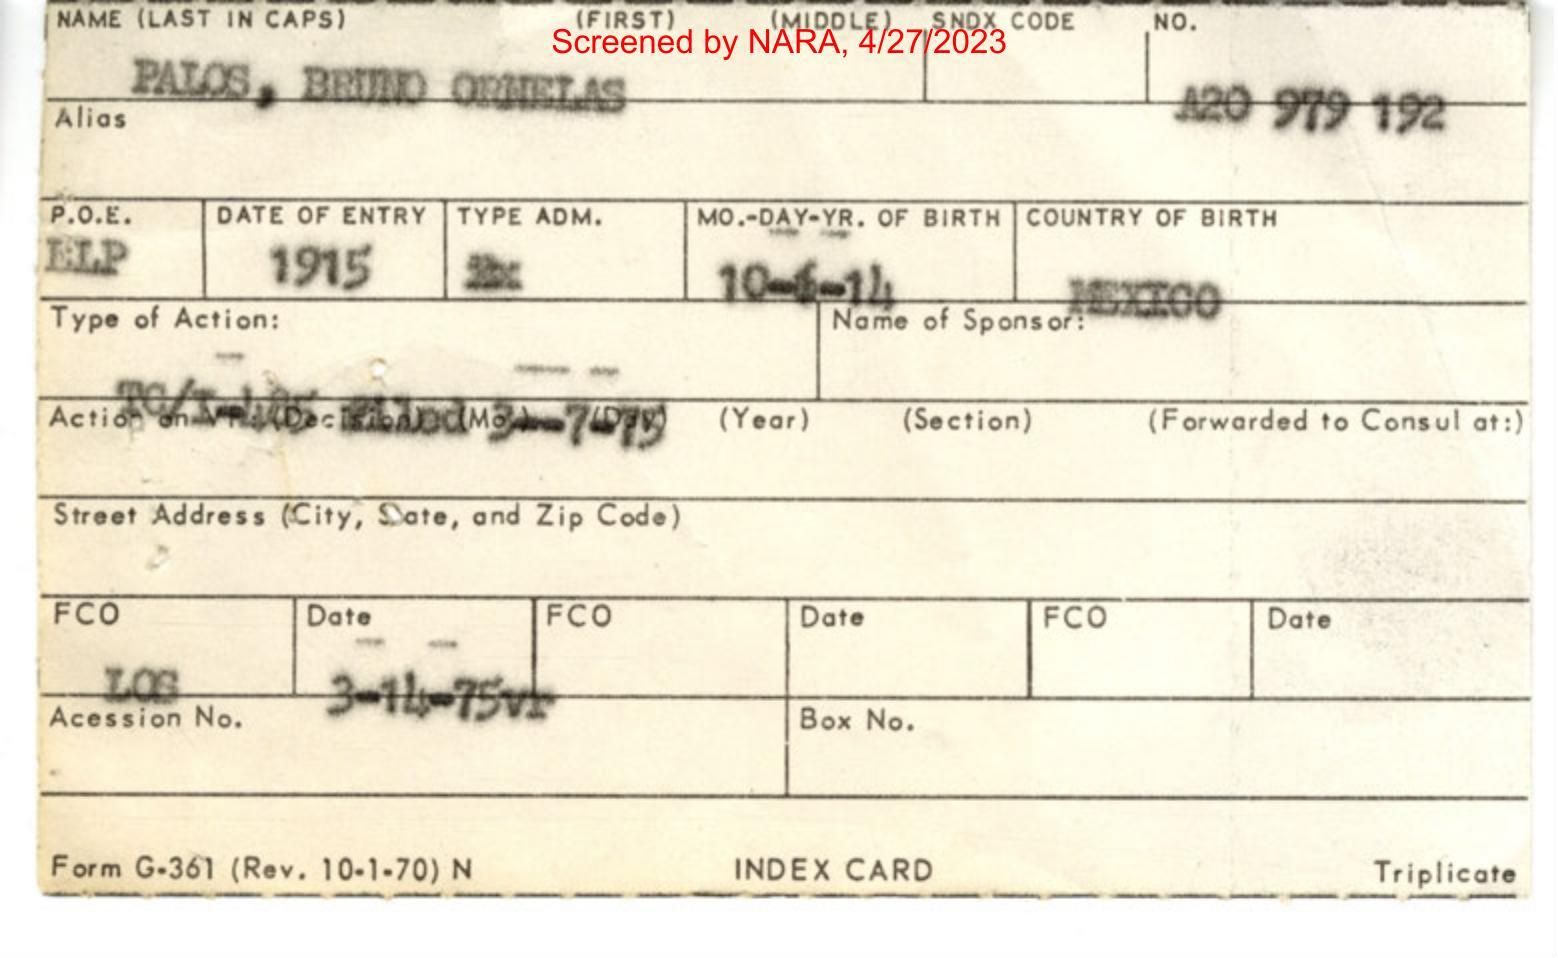 NAME (LAST IN CAPS) (FIRST) (MIDDLE) SNDX CODE NO.
Screened by NARA, 4/27/2023
PALOS, BRUNO ORNELAS
A20 979 192
Alias
P.O.E. DATE OF ENTRY TYPE ADM. MO.-DAY-YR. OF BIRTH COUNTRY OF BIRTH
ELP 1915 10-6-14 MEXICO
Type of Action: Name of Sponsor:
TC/I-485 filed 3-7-75
Action on (Decision) (Mo.) (Day) (Year) (Section) (Forwarded to Consul at:)
Street Address (City, State, and Zip Code)
FCO Date FCO Date FCO Date
LOS 3-14-75vr
Acession No. Box No.
Form G-361 (Rev. 10-1-70) N INDEX CARD Triplicate